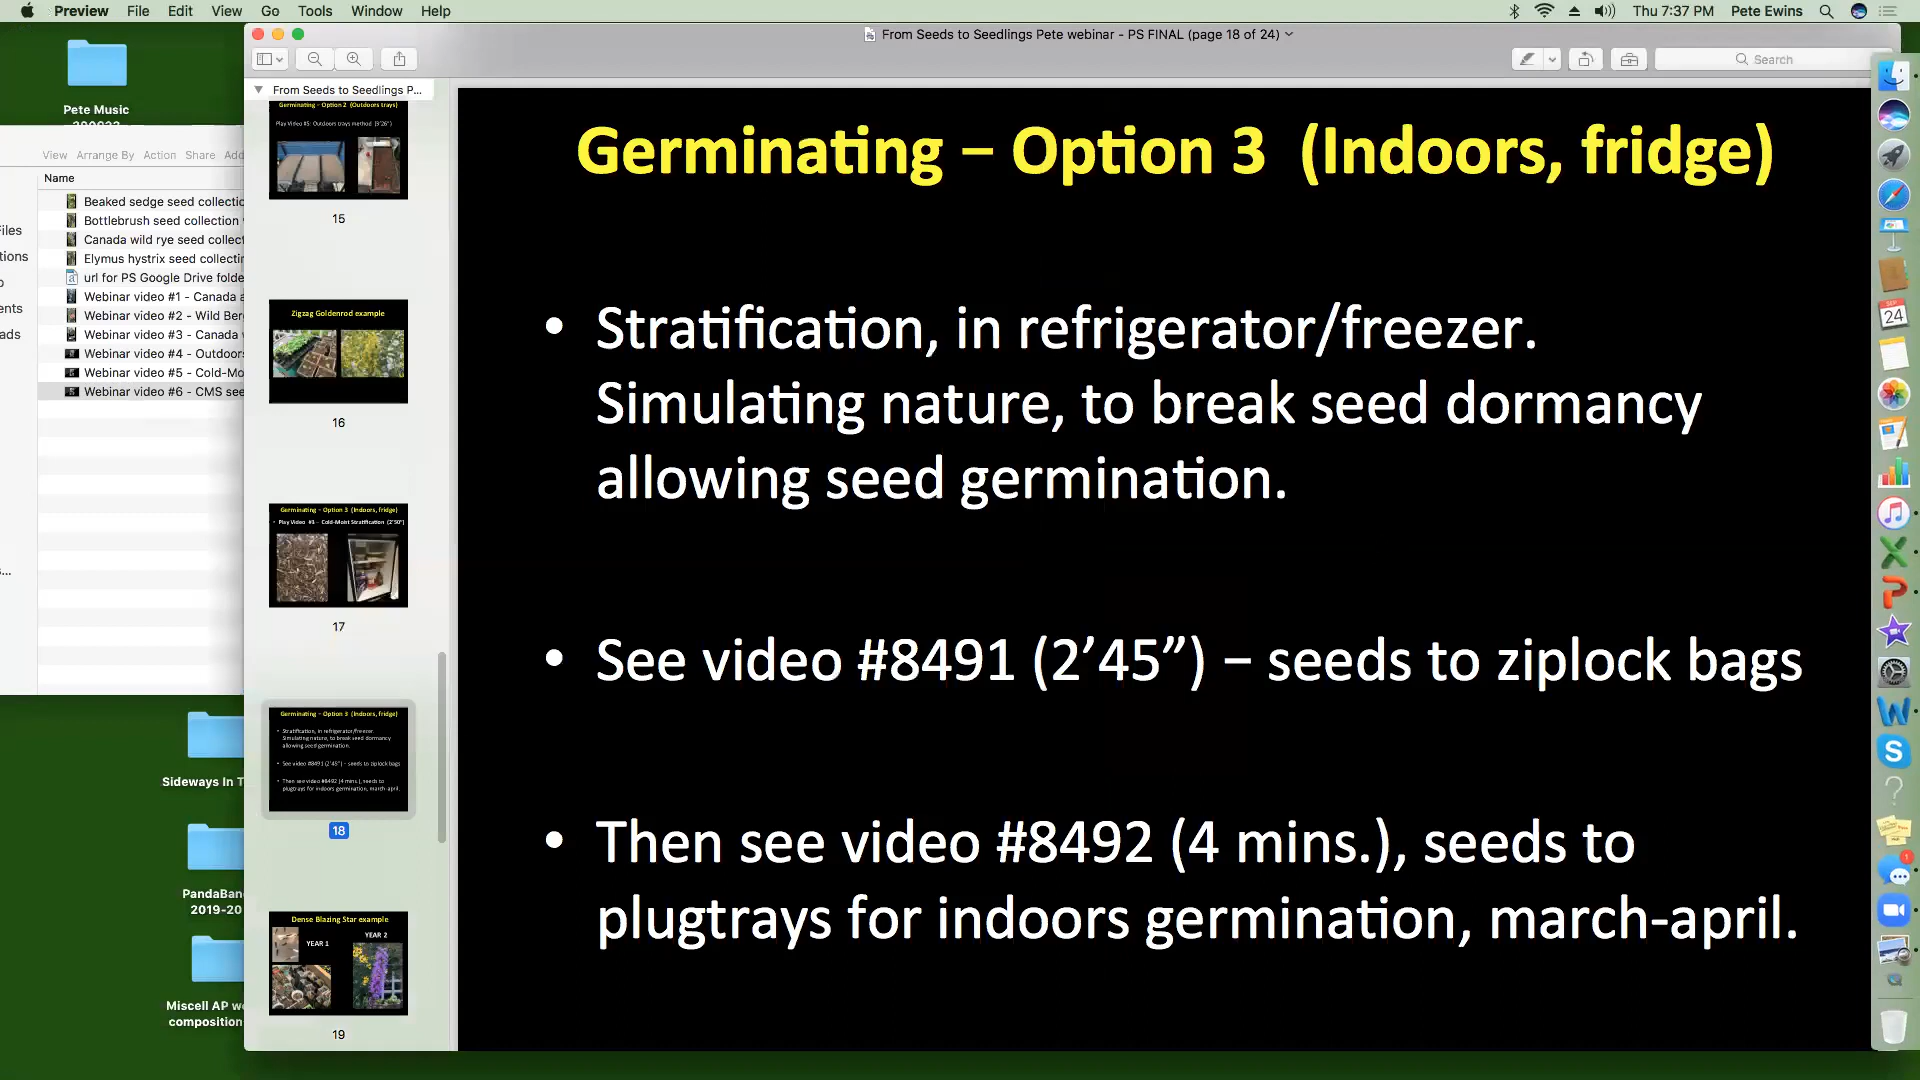 Preview File Edit View Go Tools Window Help
Thu 7:37 PM Pete Ewins
From Seeds to Seedlings Pete webinar - PS FINAL (page 18 of 24)
Search
Pete Music
View Arrange By Action Share Add
Name
Beaked sedge seed collectio
Bottlebrush seed collection
Canada wild rye seed collect
Elymus hystrix seed collectin
url for PS Google Drive folde
Webinar video #1 - Canada a
Webinar video #2 - Wild Ber
Webinar video #3 - Canada
Webinar video #4 - Outdoor
Webinar video #5 - Cold-Mo
Webinar video #6 - CMS see
Sideways In T
PandaBan
2019-20
Miscell AP w
composition
From Seeds to Seedlings P...
Germinating – Option 2 (Outdoors trays)
Play Video #5: Outdoors trays method (3'26")
15
Zigzag Goldenrod example
16
Germinating – Option 3 (Indoors, fridge)
• Play Video #3 – Cold-Moist Stratification (2'50")
17
Germinating – Option 3 (Indoors, fridge)
• Stratification, in refrigerator/freezer.
Simulating nature, to break seed dormancy
allowing seed germination.
• See video #8491 (2'45") – seeds to ziplock bags
• Then see video #8492 (4 mins.), seeds to
plugtrays for indoors germination, march-april.
18
Dense Blazing Star example
YEAR 1
YEAR 2
19
Germinating – Option 3 (Indoors, fridge)
• Stratification, in refrigerator/freezer.
Simulating nature, to break seed dormancy
allowing seed germination.
• See video #8491 (2’45”) – seeds to ziplock bags
• Then see video #8492 (4 mins.), seeds to
plugtrays for indoors germination, march-april.
SEP
24
1